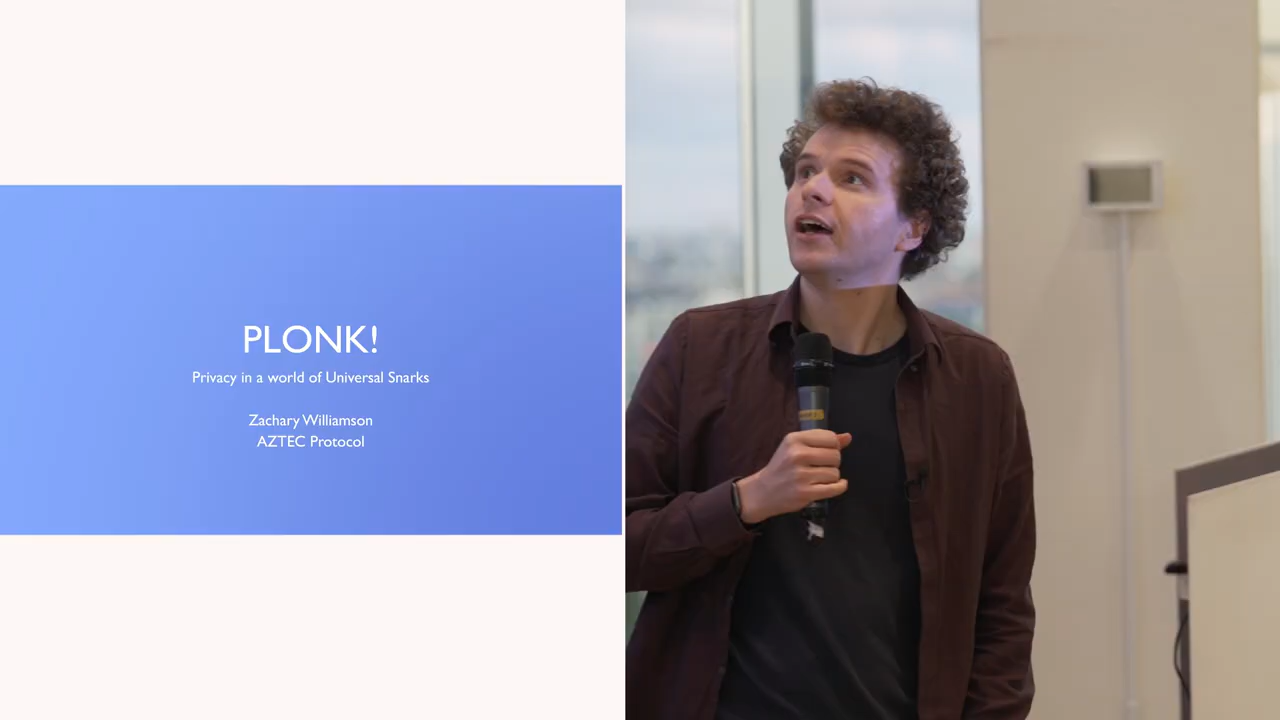 PLONK!
Privacy in a world of Universal Snarks
Zachary Williamson
AZTEC Protocol